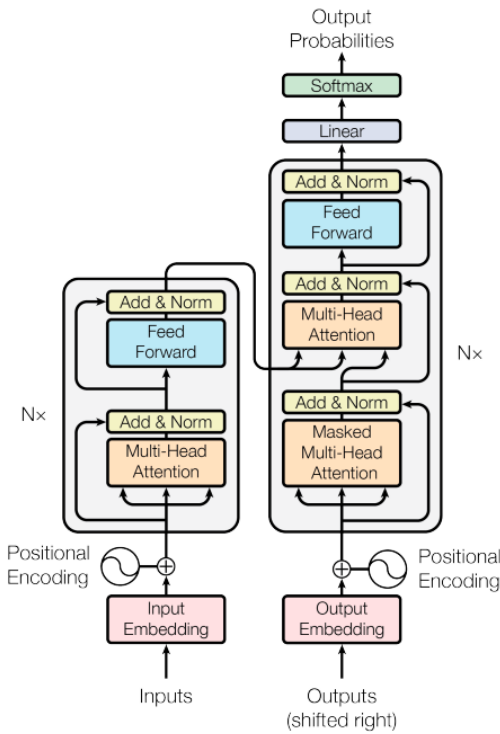 Output
Probabilities
Softmax
Linear
Add & Norm
Feed
Forward
Add & Norm
Multi-Head
Attention
Add & Norm
Masked
Multi-Head
Attention
N×
Positional
Encoding
Output
Embedding
Outputs
(shifted right)
Add & Norm
Feed
Forward
Add & Norm
Multi-Head
Attention
N×
Positional
Encoding
Input
Embedding
Inputs